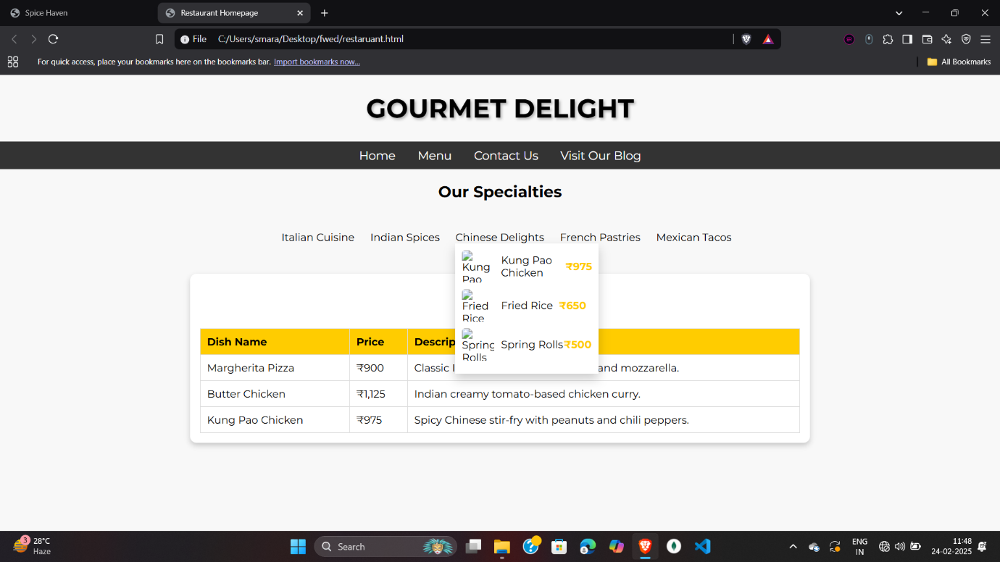 Spice Haven
Restaurant Homepage
File C:/Users/smara/Desktop/fwed/restaruant.html
For quick access, place your bookmarks here on the bookmarks bar. Import bookmarks now...
All Bookmarks
GOURMET DELIGHT
Home Menu Contact Us Visit Our Blog
Our Specialties
Italian Cuisine Indian Spices Chinese Delights French Pastries Mexican Tacos
Kung Pao
Kung Pao Chicken ₹975
Fried Rice
Fried Rice ₹650
Spring Rolls
Spring Rolls ₹500
Dish Name Price Descrip
Margherita Pizza ₹900 Classic and mozzarella.
Butter Chicken ₹1,125 Indian creamy tomato-based chicken curry.
Kung Pao Chicken ₹975 Spicy Chinese stir-fry with peanuts and chili peppers.
3 28°C
Haze
Search
ENG
IN
11:48
24-02-2025